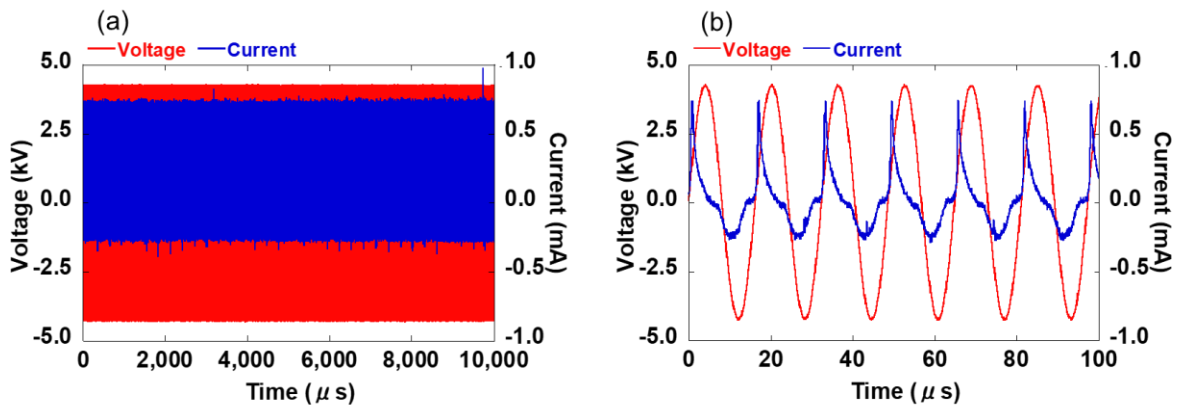 (a)
Voltage Current
5.0
2.5
0.0
-2.5
-5.0
Voltage (kV)
1.0
0.5
0.0
-0.5
-1.0
Current (mA)
0 2,000 4,000 6,000 8,000 10,000
Time ( μ s)
(b)
Voltage Current
5.0
2.5
0.0
-2.5
-5.0
Voltage (kV)
1.0
0.5
0.0
-0.5
-1.0
Current (mA)
0 20 40 60 80 100
Time ( μ s)